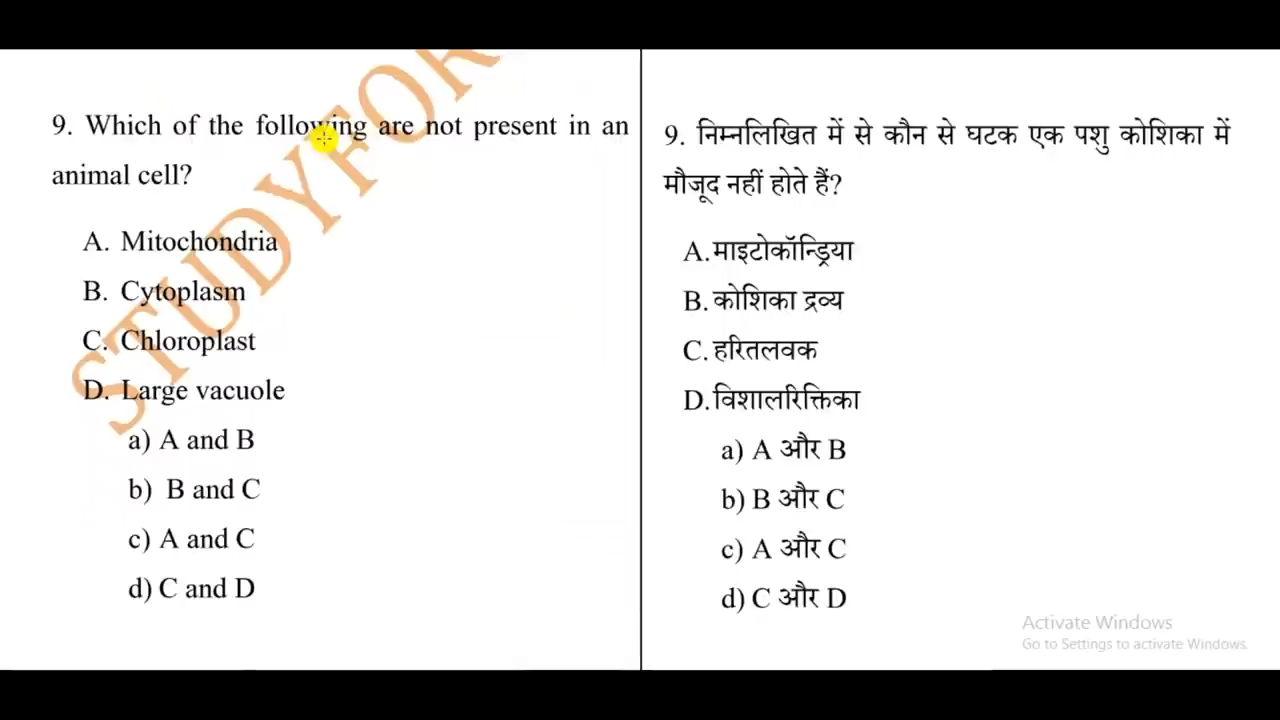 STUDYFOR
9. Which of the following are not present in an
animal cell?
A. Mitochondria
B. Cytoplasm
C. Chloroplast
D. Large vacuole
a) A and B
b) B and C
c) A and C
d) C and D
9. निम्नलिखित में से कौन से घटक एक पशु कोशिका में
मौजूद नहीं होते हैं?
A. माइटोकॉन्ड्रिया
B. कोशिका द्रव्य
C. हरितलवक
D. विशालरिक्तिका
a) A और B
b) B और C
c) A और C
d) C और D
Activate Windows
Go to Settings to activate Windows.